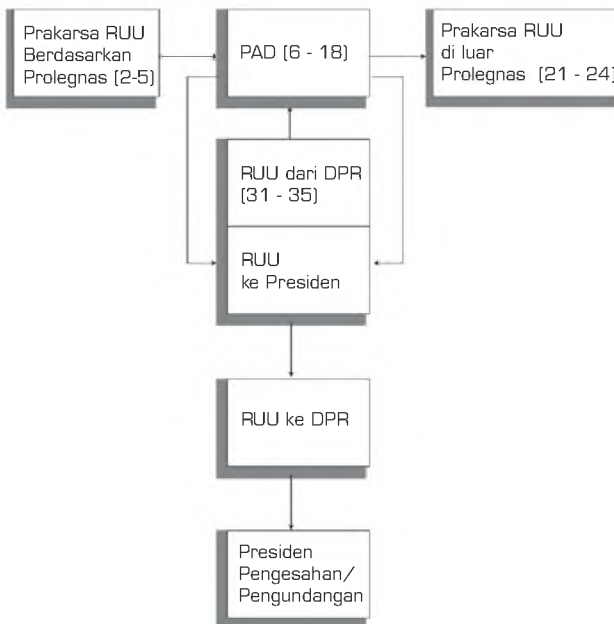 Prakarsa RUU
Berdasarkan
Prolegnas (2-5)
PAD (6 - 18)
Prakarsa RUU
di luar
Prolegnas (21 - 24)
RUU dari DPR
(31 - 35)
RUU
ke Presiden
RUU ke DPR
Presiden
Pengesahan/
Pengundangan